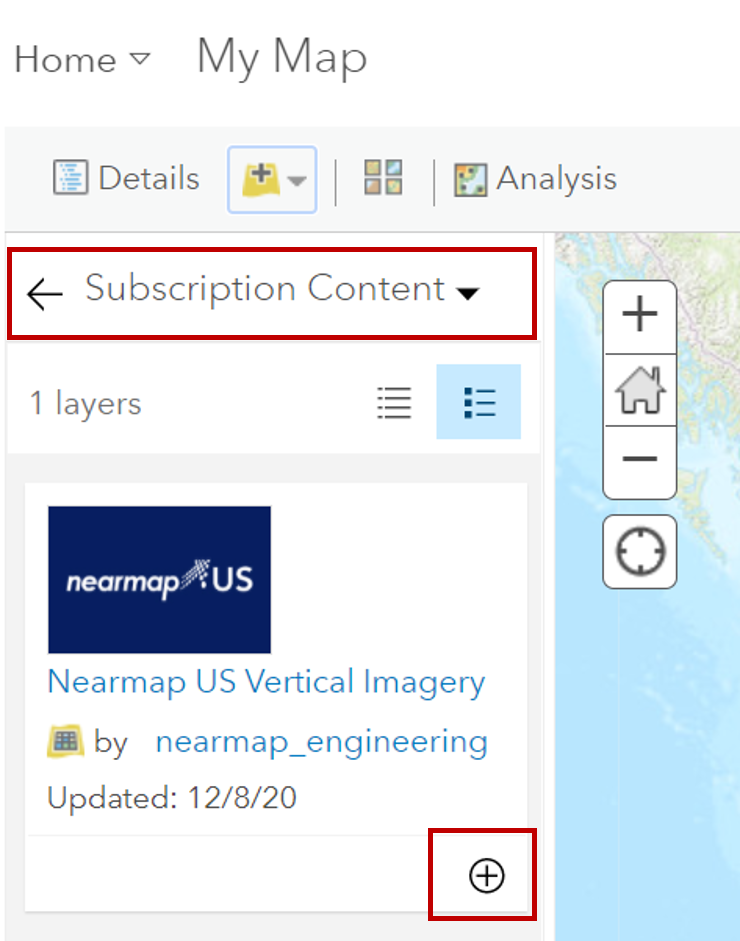 Home My Map
Details Analysis
Subscription Content
1 layers
nearmap US
Nearmap US Vertical Imagery
by nearmap_engineering
Updated: 12/8/20